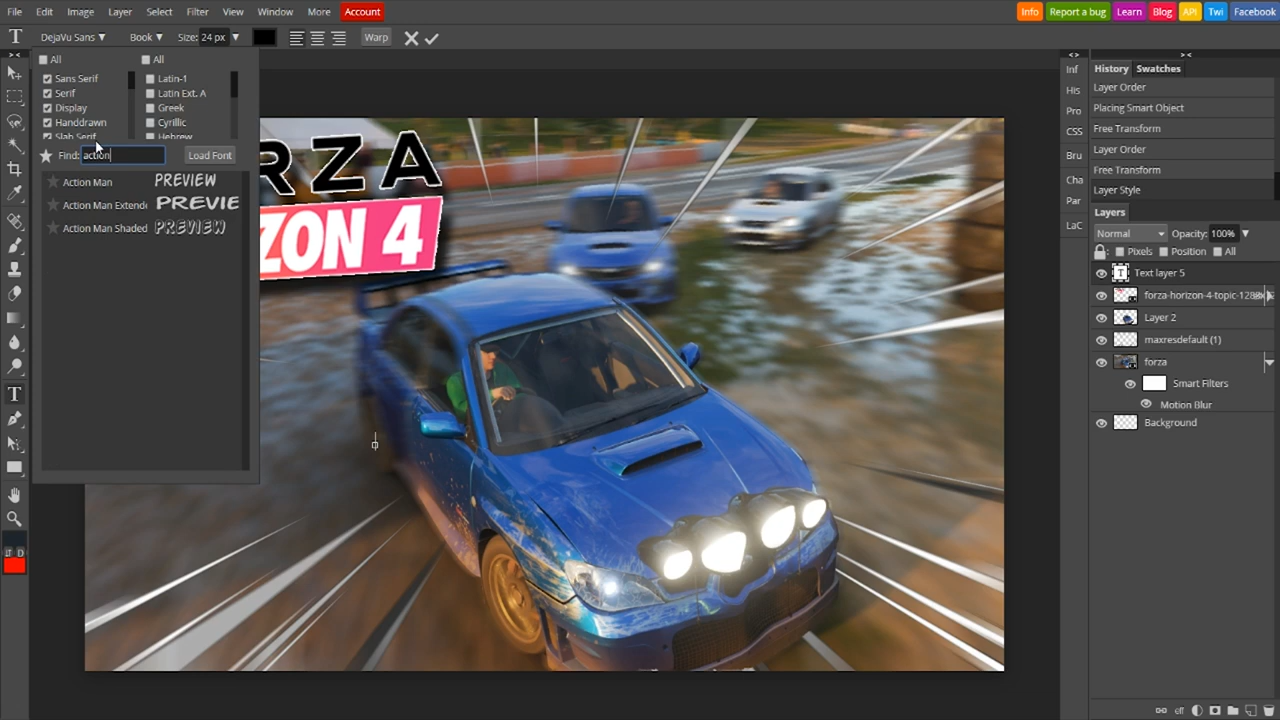 File Edit Image Layer Select Filter View Window More Account
Info Report a bug Learn Blog API Twi Facebook
T DejaVu Sans ▼ Book ▼ Size: 24 px ▼ Warp
All All
Sans Serif Latin-1
Serif Latin Ext. A
Display Greek
Handdrawn Cyrillic
Slab Serif Hebrew
Find: action Load Font
Action Man PREVIEW
Action Man Extende PREVIE
Action Man Shaded PREVIEW
RZA
ZON 4
Inf
His
Pro
CSS
Bru
Cha
Par
LaC
History Swatches
Layer Order
Placing Smart Object
Free Transform
Layer Order
Free Transform
Layer Style
Layers
Normal Opacity: 100% ▼
Pixels Position All
T Text layer 5
forza-horizon-4-topic-128
Layer 2
maxresdefault (1)
forza
Smart Filters
Motion Blur
Background
T
D
eff